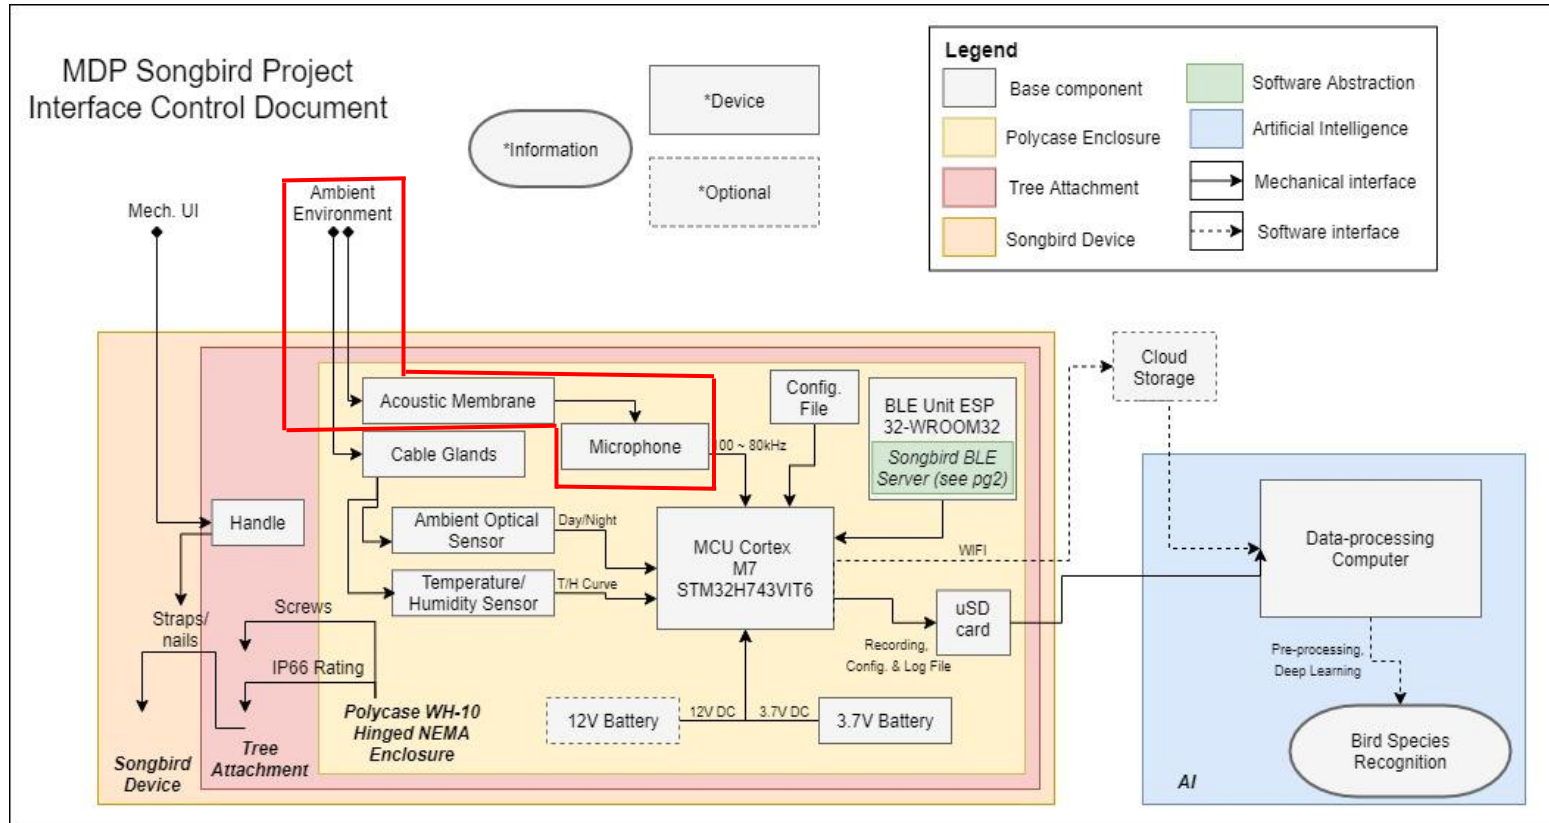 MDP Songbird Project
Interface Control Document
*Information
*Device
*Optional
Legend
Base component
Polycase Enclosure
Tree Attachment
Songbird Device
Software Abstraction
Artificial Intelligence
Mechanical interface
Software interface
Mech. UI
Ambient
Environment
Acoustic Membrane
Microphone
100 ~ 80kHz
Cable Glands
Config.
File
BLE Unit ESP
32-WROOM32
Songbird BLE
Server (see pg2)
Cloud
Storage
Handle
Ambient Optical
Sensor
Day/Night
Temperature/
Humidity Sensor
T/H Curve
MCU Cortex
M7
STM32H743VIT6
WIFI
uSD
card
Recording,
Config. & Log File
Data-processing
Computer
Pre-processing,
Deep Learning
Bird Species
Recognition
AI
Straps/
nails
Screws
IP66 Rating
Polycase WH-10
Hinged NEMA
Enclosure
12V Battery
12V DC
3.7V DC
3.7V Battery
Tree
Attachment
Songbird
Device